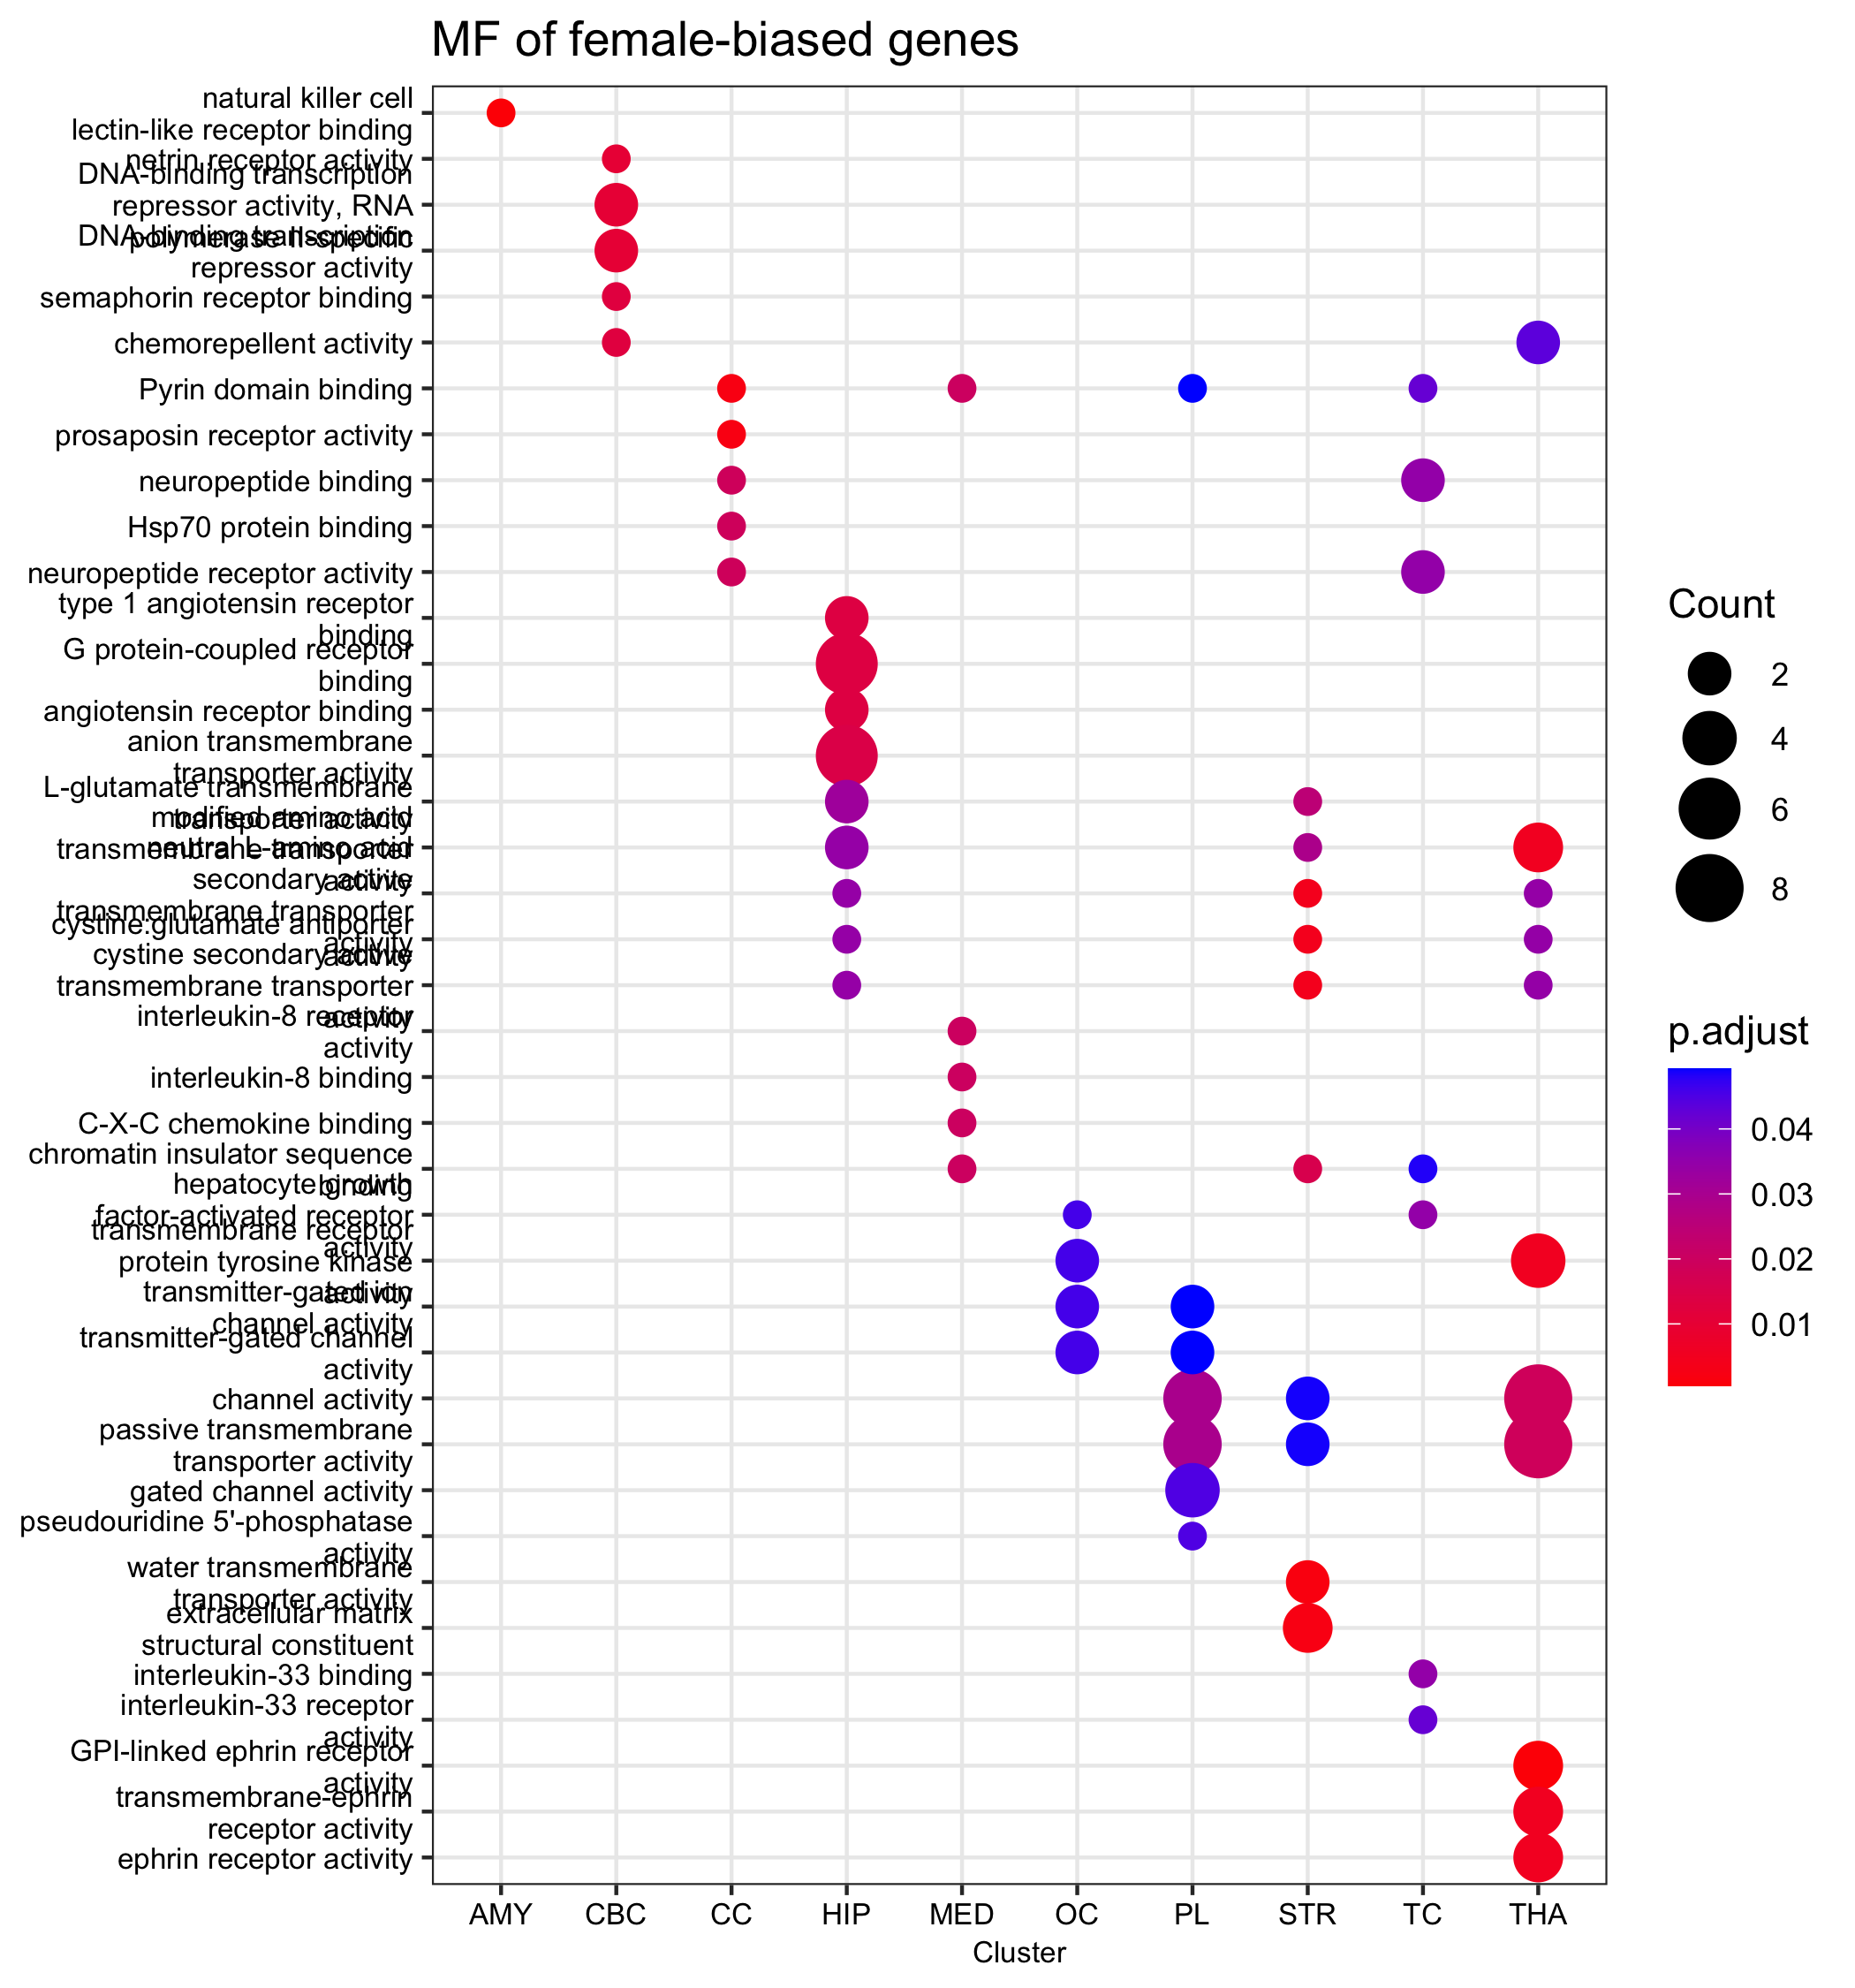 MF of female-biased genes
natural killer cell
lectin-like receptor binding
netrin receptor activity
DNA-binding transcription
repressor activity, RNA
polymerase II-specific
DNA-binding transcription
repressor activity
semaphorin receptor binding
chemorepellent activity
Pyrin domain binding
prosaposin receptor activity
neuropeptide binding
Hsp70 protein binding
neuropeptide receptor activity
type 1 angiotensin receptor
binding
G protein-coupled receptor
binding
angiotensin receptor binding
anion transmembrane
transporter activity
L-glutamate transmembrane
transporter activity
modified amino acid
transmembrane transporter
activity
neutral L-amino acid
secondary active
transmembrane transporter
activity
cystine:glutamate antiporter
activity
cystine secondary active
transmembrane transporter
activity
interleukin-8 receptor
activity
interleukin-8 binding
C-X-C chemokine binding
chromatin insulator sequence
binding
hepatocyte growth
factor-activated receptor
activity
transmembrane receptor
protein tyrosine kinase
activity
transmitter-gated ion
channel activity
transmitter-gated channel
activity
channel activity
passive transmembrane
transporter activity
gated channel activity
pseudouridine 5'-phosphatase
activity
water transmembrane
transporter activity
extracellular matrix
structural constituent
interleukin-33 binding
interleukin-33 receptor
activity
GPI-linked ephrin receptor
activity
transmembrane-ephrin
receptor activity
ephrin receptor activity
AMY
CBC
CC
HIP
MED
OC
PL
STR
TC
THA
Cluster
Count
2
4
6
8
p.adjust
0.04
0.03
0.02
0.01